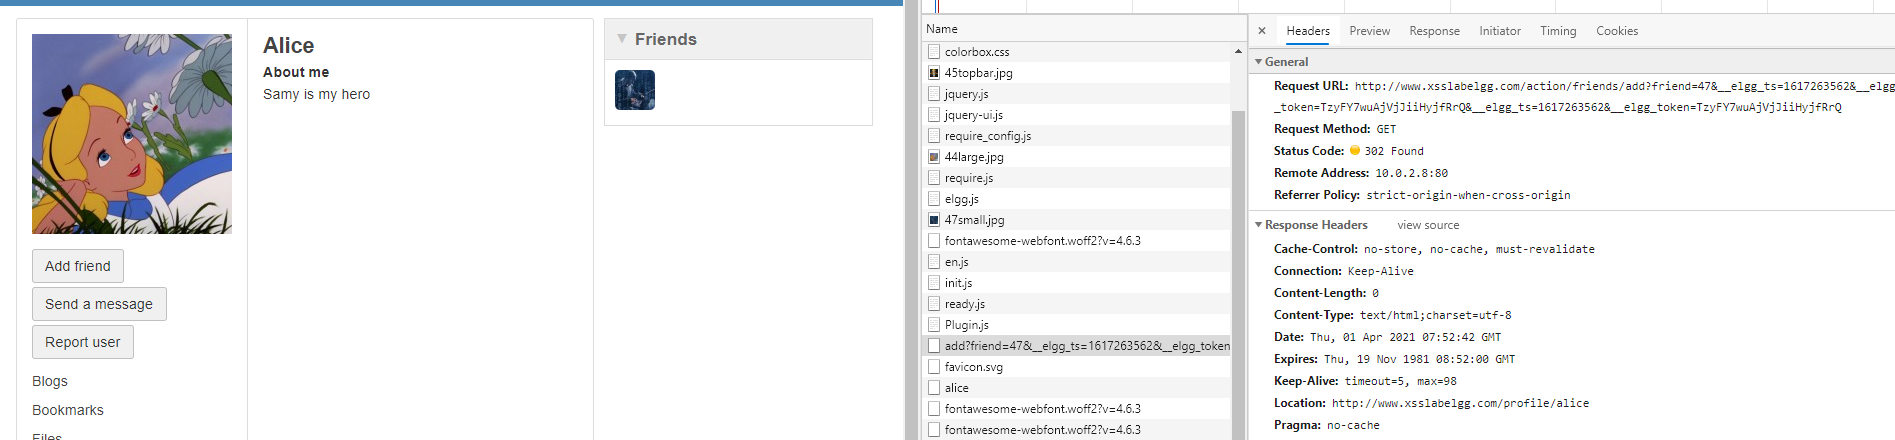 Alice
About me
Samy is my hero
Add friend
Send a message
Report user
Blogs
Bookmarks
Files
Friends
Name
colorbox.css
45topbar.jpg
jquery.js
jquery-ui.js
require_config.js
44large.jpg
require.js
elgg.js
47small.jpg
fontawesome-webfont.woff2?v=4.6.3
en.js
init.js
ready.js
Plugin.js
add?friend=47&__elgg_ts=1617263562&__elgg_token
favicon.svg
alice
fontawesome-webfont.woff2?v=4.6.3
fontawesome-webfont.woff2?v=4.6.3
× Headers Preview Response Initiator Timing Cookies
General
Request URL: http://www.xsslabelgg.com/action/friends/add?friend=47&__elgg_ts=1617263562&__elgg
_token=TzyFY7wuAjVjJiiHyjfRrQ&__elgg_ts=1617263562&__elgg_token=TzyFY7wuAjVjJiiHyjfRrQ
Request Method: GET
Status Code: 302 Found
Remote Address: 10.0.2.8:80
Referrer Policy: strict-origin-when-cross-origin
Response Headers view source
Cache-Control: no-store, no-cache, must-revalidate
Connection: Keep-Alive
Content-Length: 0
Content-Type: text/html;charset=utf-8
Date: Thu, 01 Apr 2021 07:52:42 GMT
Expires: Thu, 19 Nov 1981 08:52:00 GMT
Keep-Alive: timeout=5, max=98
Location: http://www.xsslabelgg.com/profile/alice
Pragma: no-cache